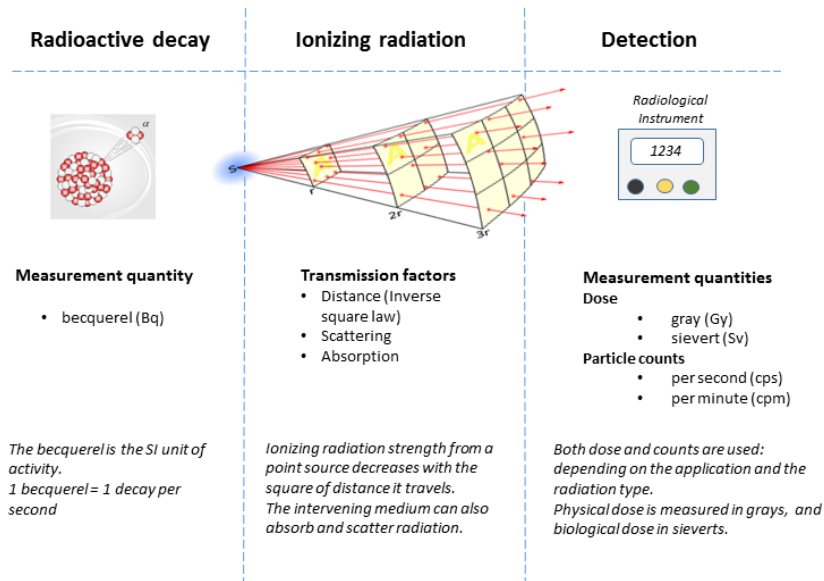 Radioactive decay
Ionizing radiation
Detection
α
S
A
A
A
r
2r
3r
Radiological
Instrument
1234
Measurement quantity
• becquerel (Bq)
Transmission factors
• Distance (Inverse
square law)
• Scattering
• Absorption
Measurement quantities
Dose
• gray (Gy)
• sievert (Sv)
Particle counts
• per second (cps)
• per minute (cpm)
The becquerel is the SI unit of
activity.
1 becquerel = 1 decay per
second
Ionizing radiation strength from a
point source decreases with the
square of distance it travels.
The intervening medium can also
absorb and scatter radiation.
Both dose and counts are used:
depending on the application and the
radiation type.
Physical dose is measured in grays, and
biological dose in sieverts.